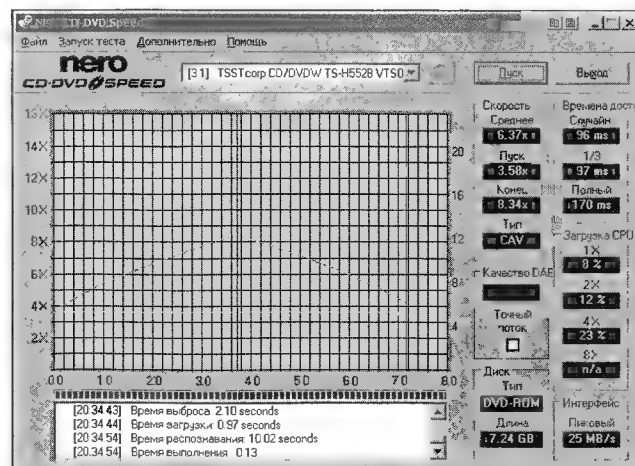 CD-DVD Speed
Файл Запуск теста Дополнительно Помощь
nero
CD-DVD SPEED
[31] TSSTcorp CD/DVDW TS-H552B VTS0
Пуск
Выход
16X
14X
12X
10X
8X
6X
4X
2X
20
16
12
8
4
0.0 1.0 2.0 3.0 4.0 5.0 6.0 7.0 8.0
Скорость
Среднее
6.37x
Пуск
3.58x
Конец
8.34x
Тип
CAV
Качество DAE
Точный
поток
Диск
Тип
DVD-ROM
Длина
7.24 GB
Времена дост
Случайн
96 ms
1/3
97 ms
Полный
170 ms
Загрузка CPU
1X
8 %
2X
12 %
4X
23 %
8X
n/a
Интерфейс
Пиковый
25 MB/s
[20:34:43] Время выброса: 2.10 seconds
[20:34:44] Время загрузки: 0.97 seconds
[20:34:54] Время распознавания: 10.02 seconds
[20:34:54] Время выполнения 0:13